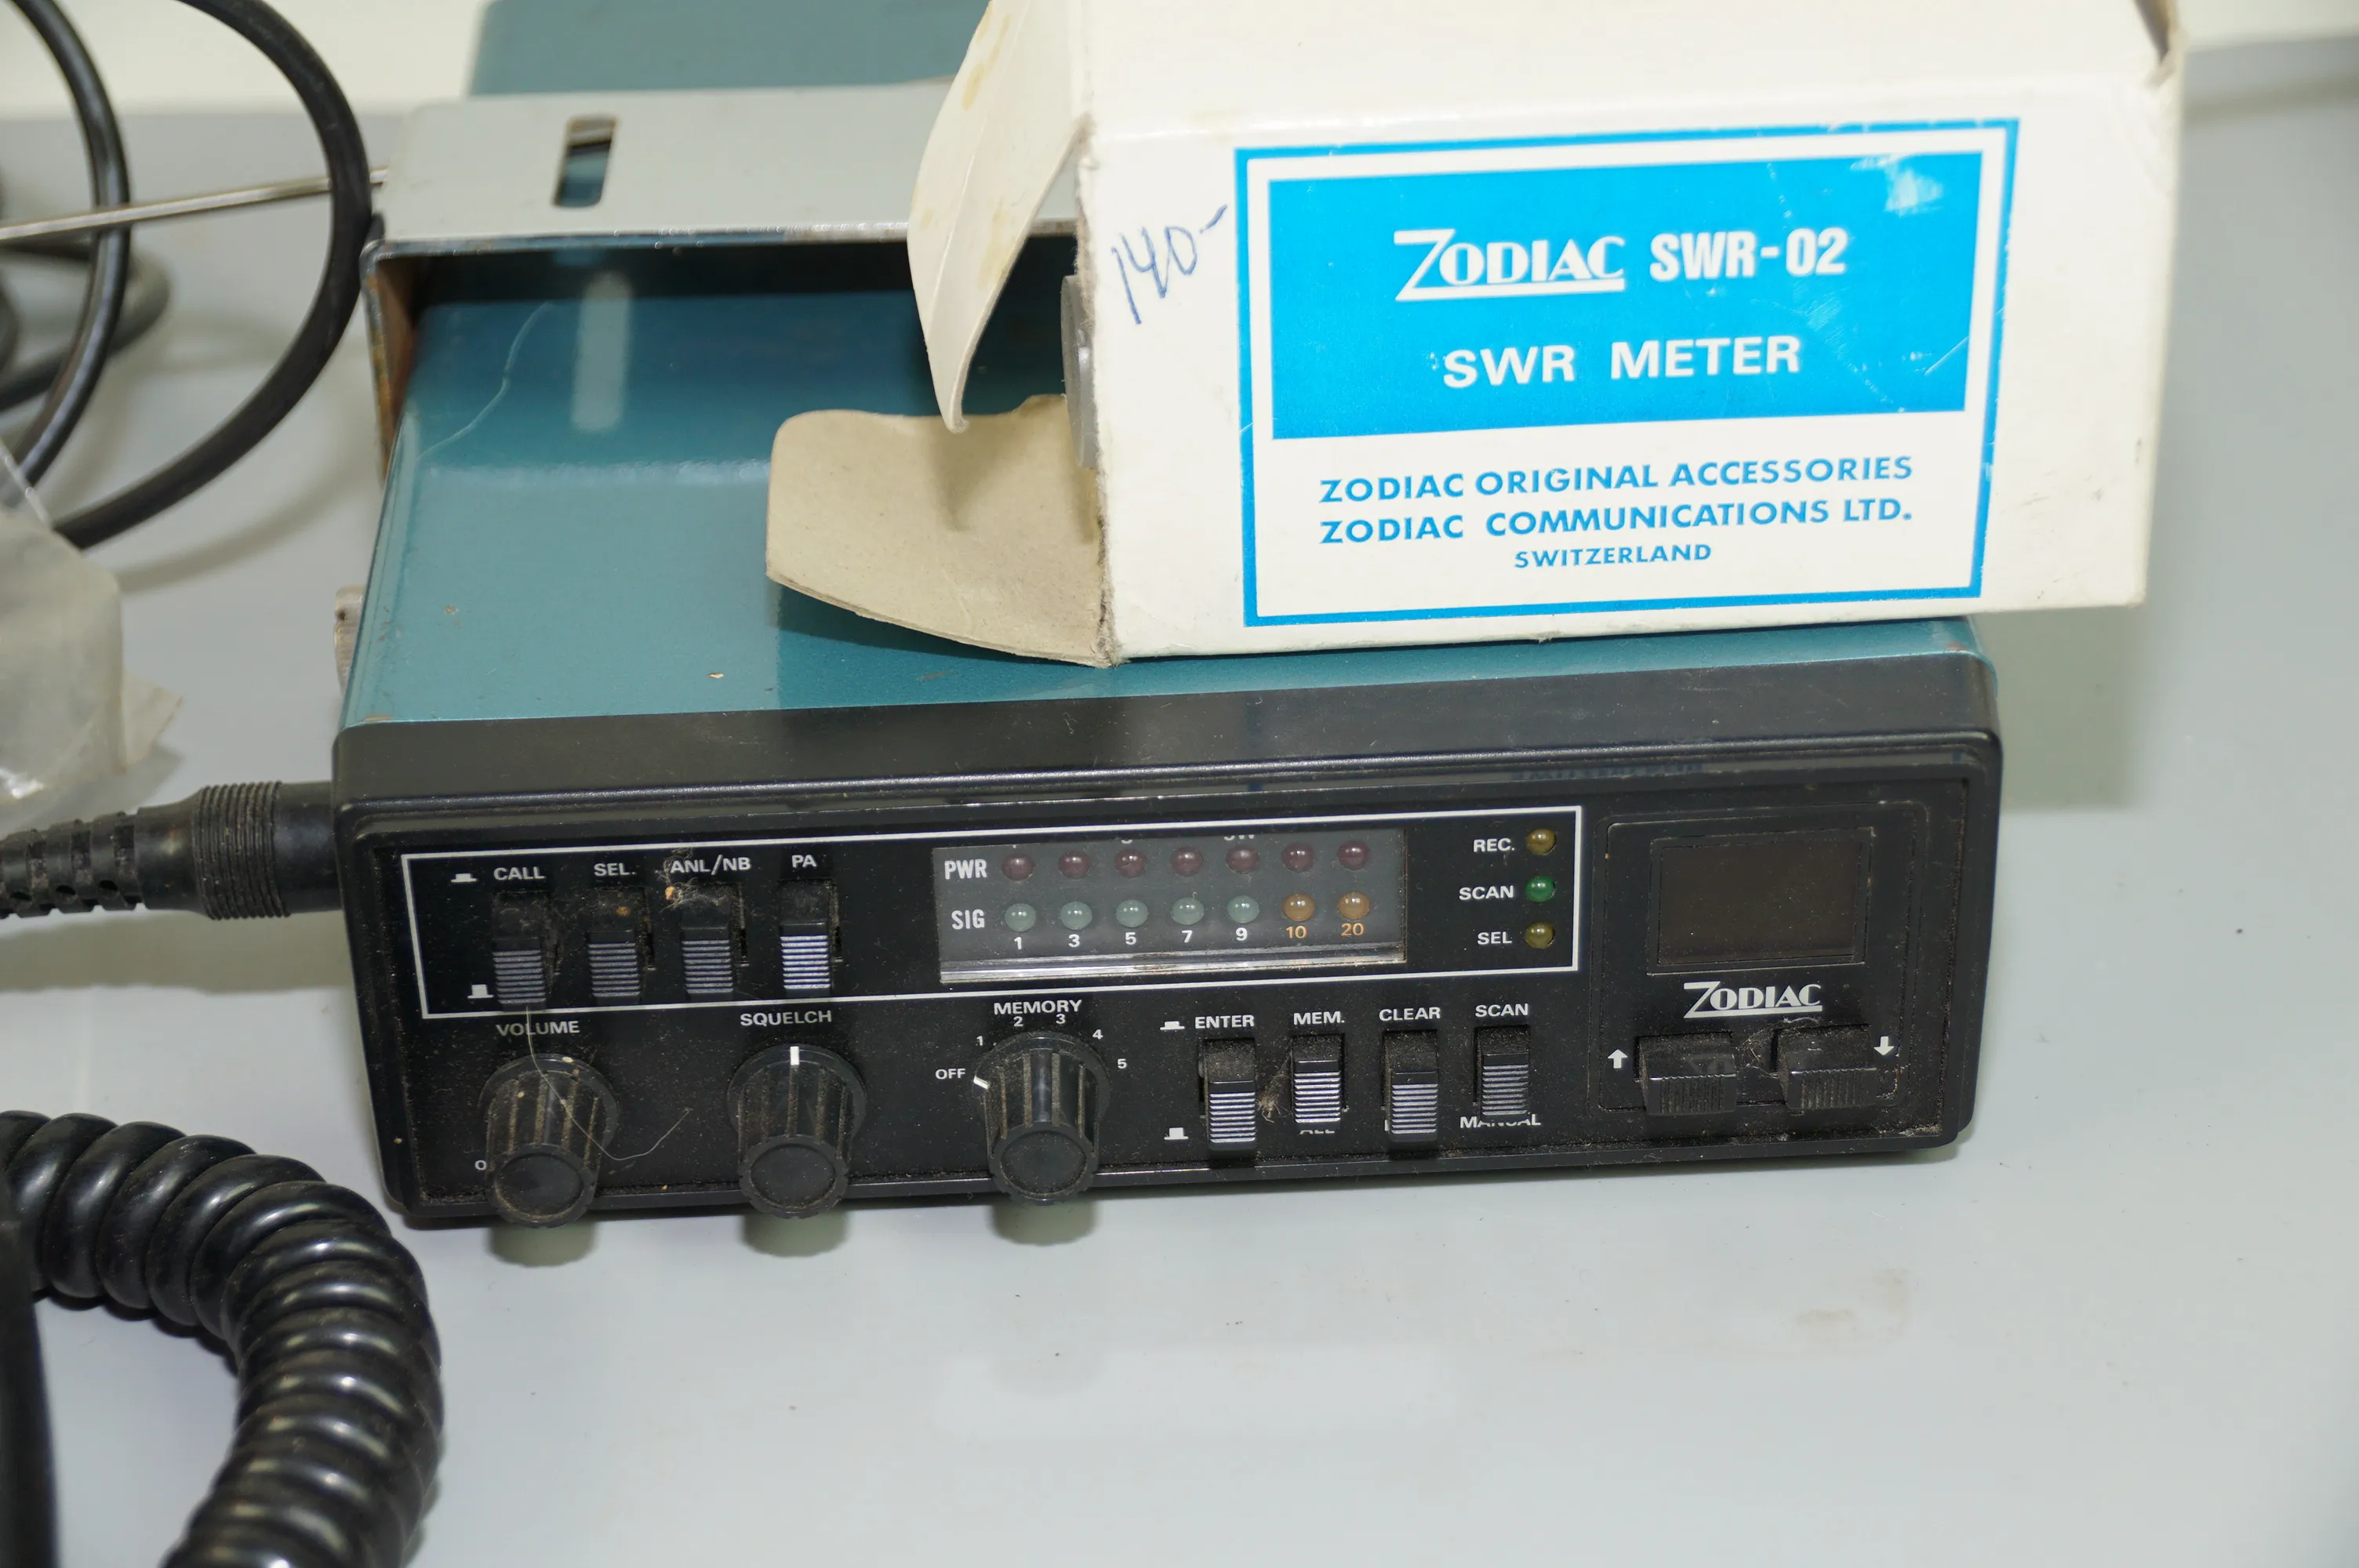 140-
ZODIAC SWR-02
SWR METER
ZODIAC ORIGINAL ACCESSORIES
ZODIAC COMMUNICATIONS LTD.
SWITZERLAND
CALL SEL. ANL/NB PA
PWR
SIG
1 3 5 7 9 10 20
REC.
SCAN
SEL
ZODIAC
VOLUME
0
SQUELCH
MEMORY
OFF 1 2 3 4 5
ENTER MEM. CLEAR SCAN
MANUAL